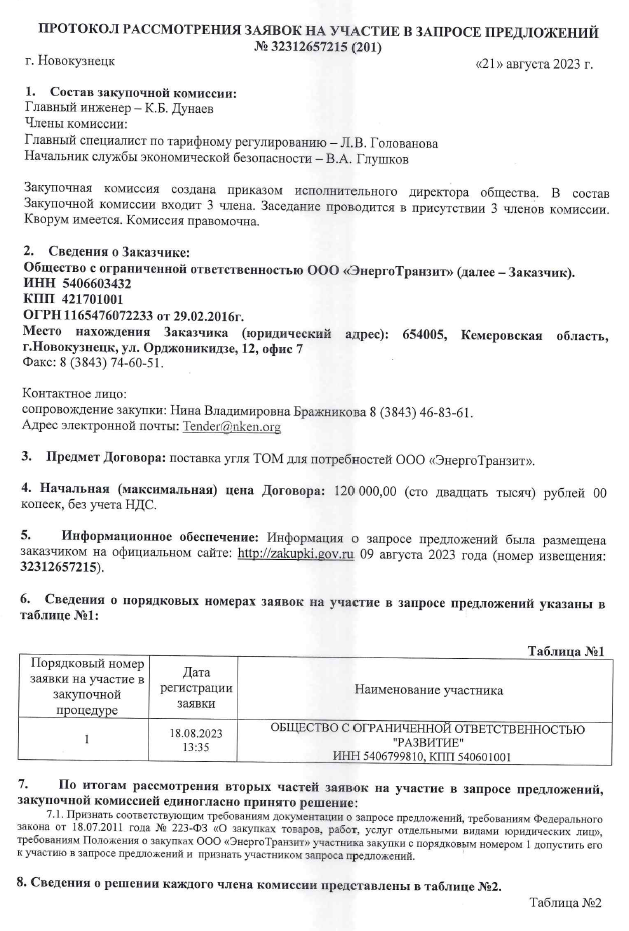 ПРОТОКОЛ РАССМОТРЕНИЯ ЗАЯВОК НА УЧАСТИЕ В ЗАПРОСЕ ПРЕДЛОЖЕНИЙ
№ 32312657215 (201)
г. Новокузнецк «21» августа 2023 г.
1. Состав закупочной комиссии:
Главный инженер – К.Б. Дунаев
Члены комиссии:
Главный специалист по тарифному регулированию – Л.В. Голованова
Начальник службы экономической безопасности – В.А. Глушков
Закупочная комиссия создана приказом исполнительного директора общества. В состав
Закупочной комиссии входит 3 члена. Заседание проводится в присутствии 3 членов комиссии.
Кворум имеется. Комиссия правомочна.
2. Сведения о Заказчике:
Общество с ограниченной ответственностью ООО «ЭнергоТранзит» (далее – Заказчик).
ИНН 5406603432
КПП 421701001
ОГРН 1165476072233 от 29.02.2016г.
Место нахождения Заказчика (юридический адрес): 654005, Кемеровская область,
г.Новокузнецк, ул. Орджоникидзе, 12, офис 7
Факс: 8 (3843) 74-60-51.
Контактное лицо:
сопровождение закупки: Нина Владимировна Бражникова 8 (3843) 46-83-61.
Адрес электронной почты: Tender@nken.org
3. Предмет Договора: поставка угля ТОМ для потребностей ООО «ЭнергоТранзит».
4. Начальная (максимальная) цена Договора: 120 000,00 (сто двадцать тысяч) рублей 00
копеек, без учета НДС.
5. Информационное обеспечение: Информация о запросе предложений была размещена
заказчиком на официальном сайте: http://zakupki.gov.ru 09 августа 2023 года (номер извещения:
32312657215).
6. Сведения о порядковых номерах заявок на участие в запросе предложений указаны в
таблице №1:
Таблица №1
Порядковый номер
заявки на участие в
закупочной
процедуре
Дата
регистрации
заявки
Наименование участника
1
18.08.2023
13:35
ОБЩЕСТВО С ОГРАНИЧЕННОЙ ОТВЕТСТВЕННОСТЬЮ
"РАЗВИТИЕ"
ИНН 5406799810, КПП 540601001
7. По итогам рассмотрения вторых частей заявок на участие в запросе предложений,
закупочной комиссией единогласно принято решение:
7.1. Признать соответствующим требованиям документации о запросе предложений, требованиям Федерального
закона от 18.07.2011 года № 223-ФЗ «О закупках товаров, работ, услуг отдельными видами юридических лиц»,
требованиям Положения о закупках ООО «ЭнергоТранзит» участника закупки с порядковым номером 1 допустить его
к участию в запросе предложений и признать участником запроса предложений.
8. Сведения о решении каждого члена комиссии представлены в таблице №2.
Таблица №2